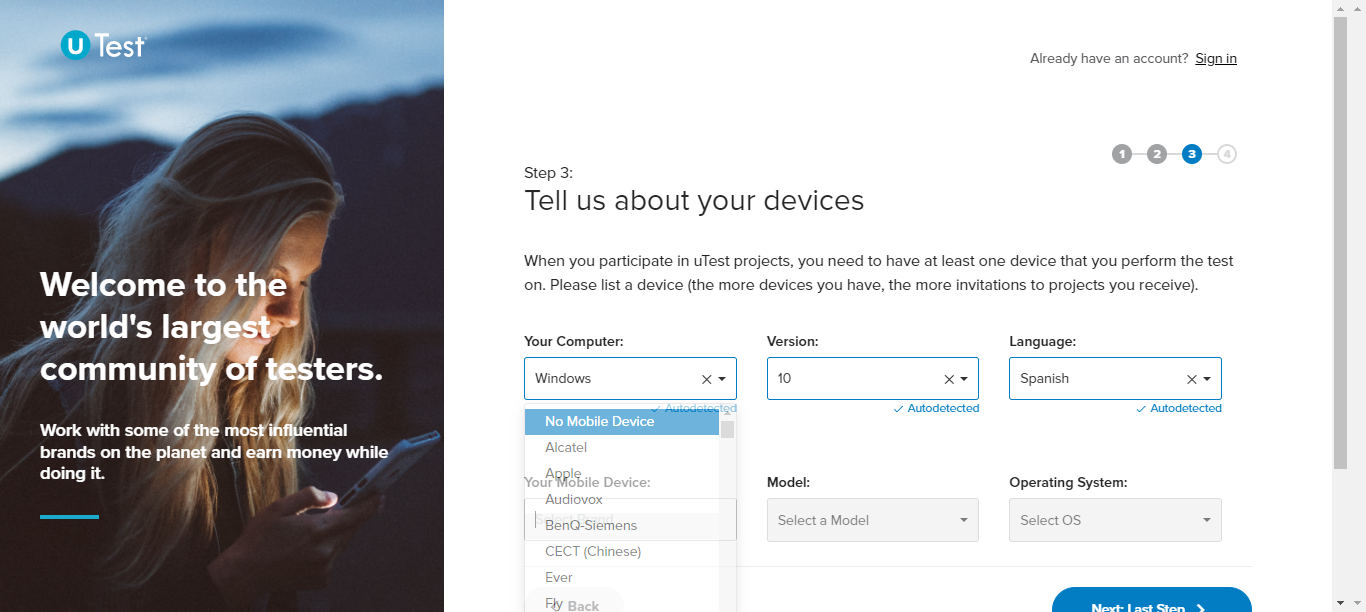 uTest
Already have an account? Sign in
1 2 3 4
Step 3:
Tell us about your devices
Welcome to the
world's largest
community of testers.
Work with some of the most influential
brands on the planet and earn money while
doing it.
When you participate in uTest projects, you need to have at least one device that you perform the test
on. Please list a device (the more devices you have, the more invitations to projects you receive).
Your Computer: Version: Language:
Windows 10 Spanish
Autodetected Autodetected Autodetected
No Mobile Device
Alcatel
Apple
Your Mobile Device: Model: Operating System:
Audiovox
Select Brand Select a Model Select OS
BenQ-Siemens
CECT (Chinese)
Ever
Fly
Back Next: Last Step